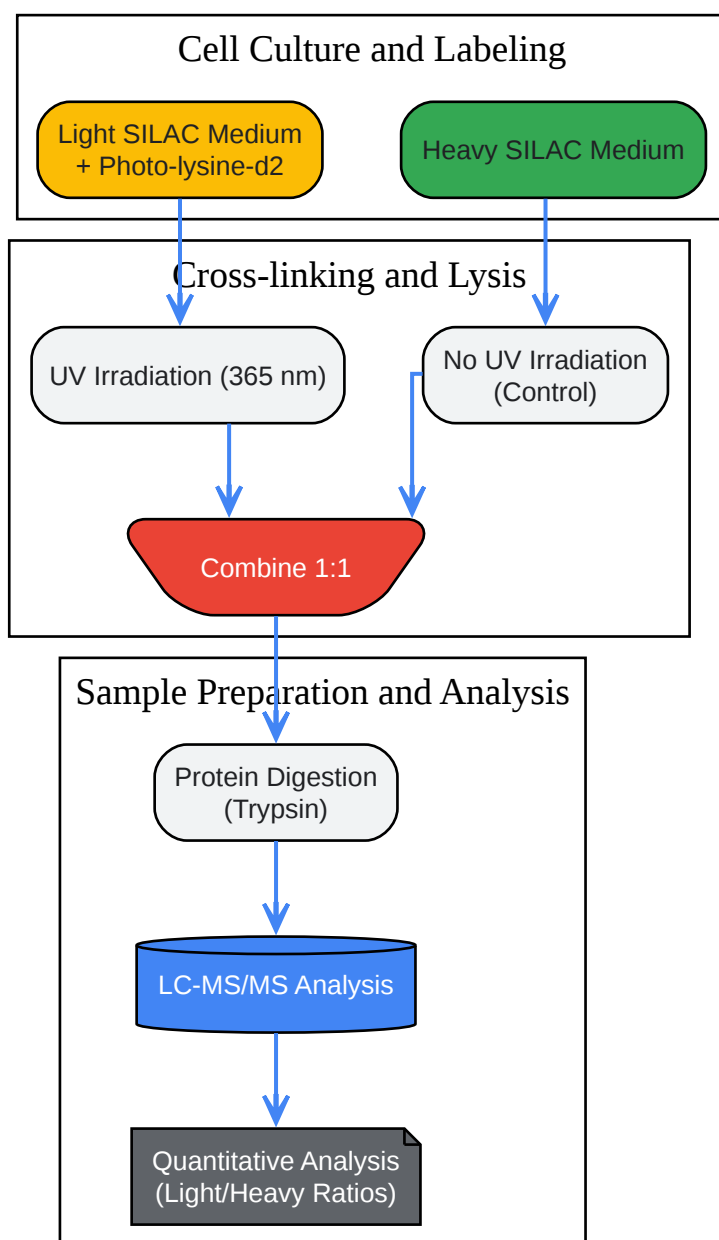 Cell Culture and Labeling
Light SILAC Medium
+ Photo-lysine-d2
Heavy SILAC Medium
Cross-linking and Lysis
UV Irradiation (365 nm)
No UV Irradiation
(Control)
Combine 1:1
Sample Preparation and Analysis
Protein Digestion
(Trypsin)
LC-MS/MS Analysis
Quantitative Analysis
(Light/Heavy Ratios)